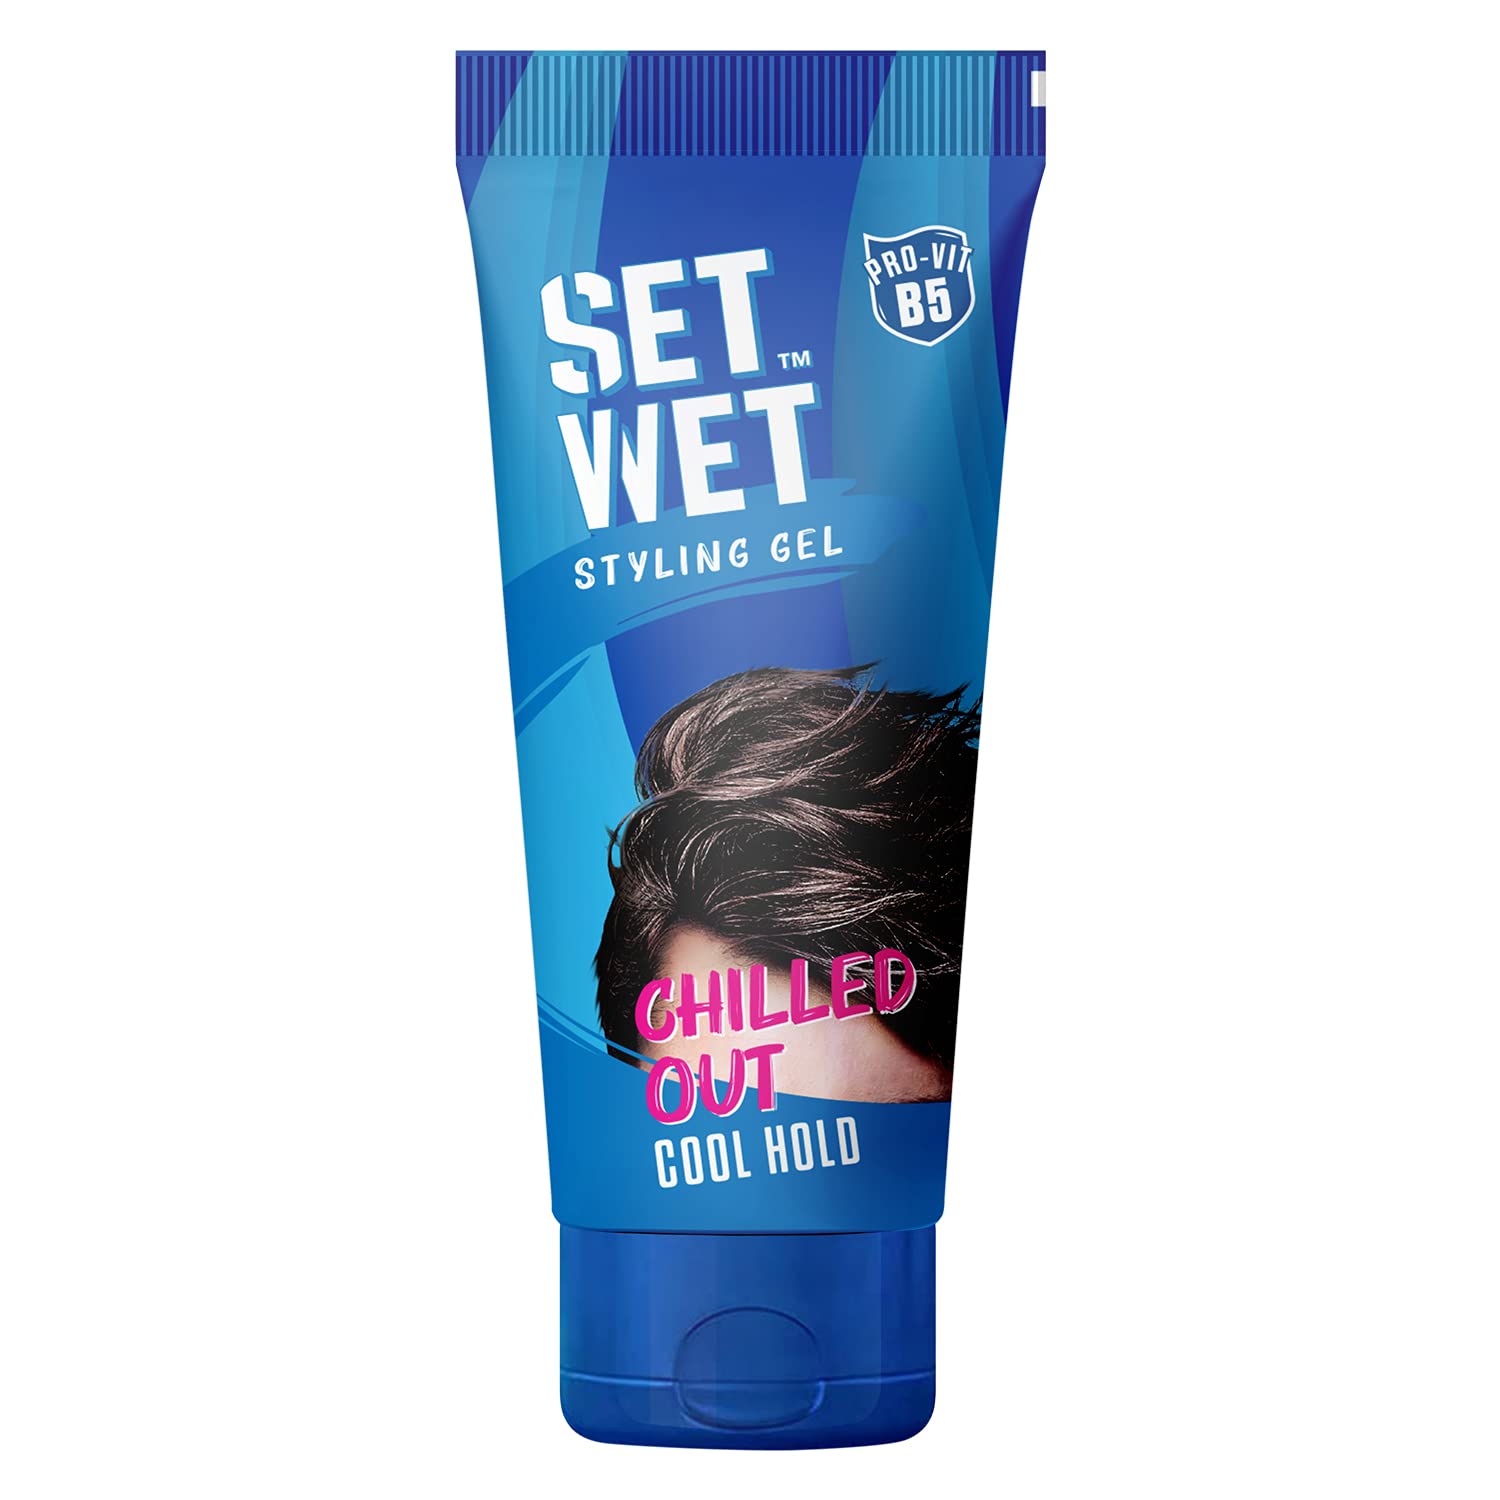 SET
WET™
STYLING GEL
PRO-VIT
B5
CHILLED
OUT
COOL HOLD